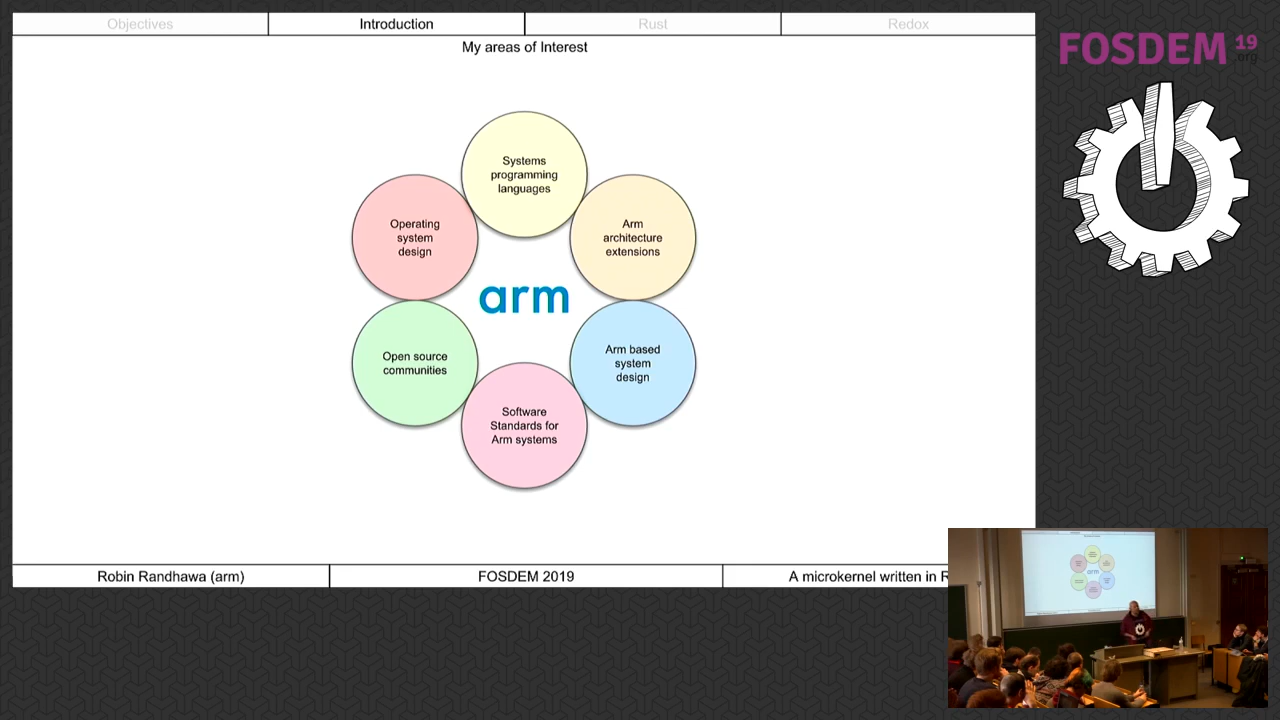 Objectives
Introduction
Rust
Redox
My areas of Interest
Systems
programming
languages
Operating
system
design
Arm
architecture
extensions
arm
Open source
communities
Arm based
system
design
Software
Standards for
Arm systems
Robin Randhawa (arm)
FOSDEM 2019
A microkernel written in R
FOSDEM 19
.org